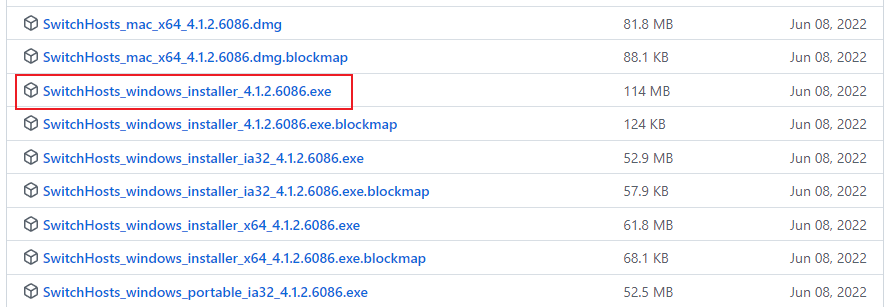 SwitchHosts_mac_x64_4.1.2.6086.dmg 81.8 MB Jun 08, 2022
SwitchHosts_mac_x64_4.1.2.6086.dmg.blockmap 88.1 KB Jun 08, 2022
SwitchHosts_windows_installer_4.1.2.6086.exe 114 MB Jun 08, 2022
SwitchHosts_windows_installer_4.1.2.6086.exe.blockmap 124 KB Jun 08, 2022
SwitchHosts_windows_installer_ia32_4.1.2.6086.exe 52.9 MB Jun 08, 2022
SwitchHosts_windows_installer_ia32_4.1.2.6086.exe.blockmap 57.9 KB Jun 08, 2022
SwitchHosts_windows_installer_x64_4.1.2.6086.exe 61.8 MB Jun 08, 2022
SwitchHosts_windows_installer_x64_4.1.2.6086.exe.blockmap 68.1 KB Jun 08, 2022
SwitchHosts_windows_portable_ia32_4.1.2.6086.exe 52.5 MB Jun 08, 2022